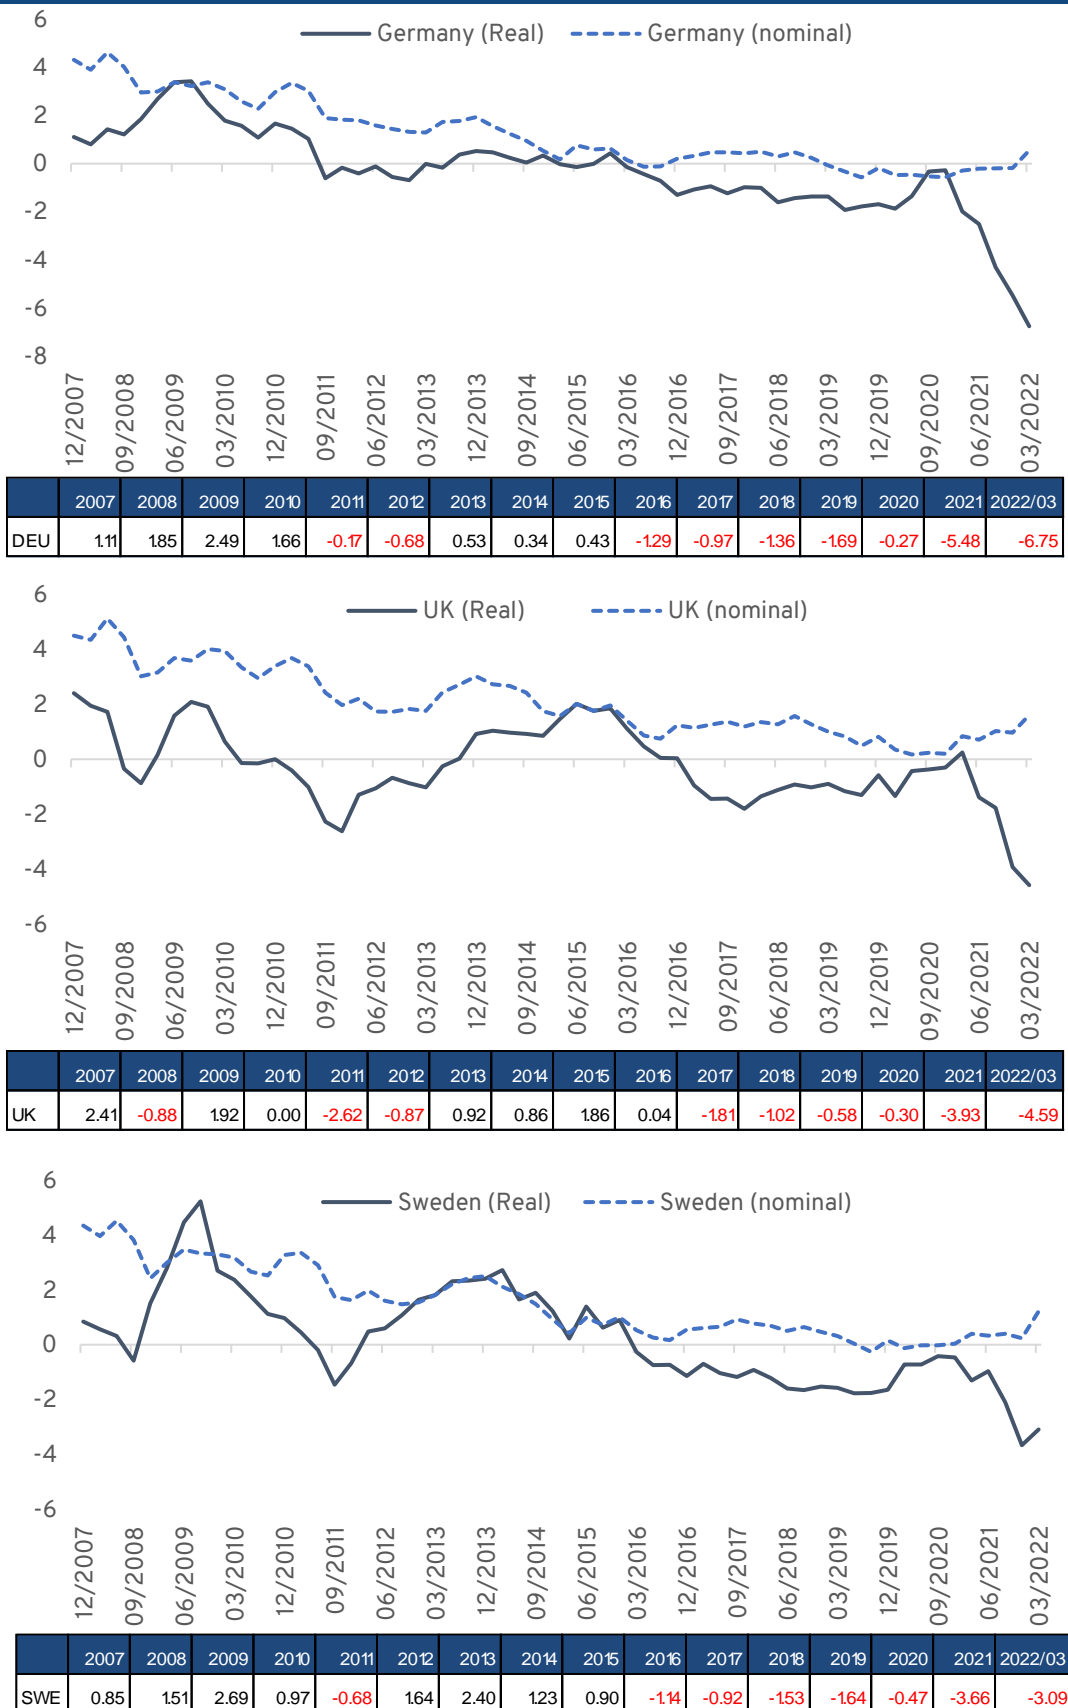 Germany (Real) Germany (nominal)
6
4
2
0
-2
-4
-6
-8
12/2007 09/2008 06/2009 03/2010 12/2010 09/2011 06/2012 03/2013 12/2013 09/2014 06/2015 03/2016 12/2016 09/2017 06/2018 03/2019 12/2019 09/2020 06/2021 03/2022
2007 2008 2009 2010 2011 2012 2013 2014 2015 2016 2017 2018 2019 2020 2021 2022/03
DEU 1.11 1.85 2.49 1.66 -0.17 -0.68 0.53 0.34 0.43 -1.29 -0.97 -1.36 -1.69 -0.27 -5.48 -6.75
UK (Real) UK (nominal)
6
4
2
0
-2
-4
-6
12/2007 09/2008 06/2009 03/2010 12/2010 09/2011 06/2012 03/2013 12/2013 09/2014 06/2015 03/2016 12/2016 09/2017 06/2018 03/2019 12/2019 09/2020 06/2021 03/2022
2007 2008 2009 2010 2011 2012 2013 2014 2015 2016 2017 2018 2019 2020 2021 2022/03
UK 2.41 -0.88 1.92 0.00 -2.62 -0.87 0.92 0.86 1.86 0.04 -1.81 -1.02 -0.58 -0.30 -3.93 -4.59
Sweden (Real) Sweden (nominal)
6
4
2
0
-2
-4
-6
12/2007 09/2008 06/2009 03/2010 12/2010 09/2011 06/2012 03/2013 12/2013 09/2014 06/2015 03/2016 12/2016 09/2017 06/2018 03/2019 12/2019 09/2020 06/2021 03/2022
2007 2008 2009 2010 2011 2012 2013 2014 2015 2016 2017 2018 2019 2020 2021 2022/03
SWE 0.85 1.51 2.69 0.97 -0.68 1.64 2.40 1.23 0.90 -1.14 -0.92 -1.53 -1.64 -0.47 -3.66 -3.09